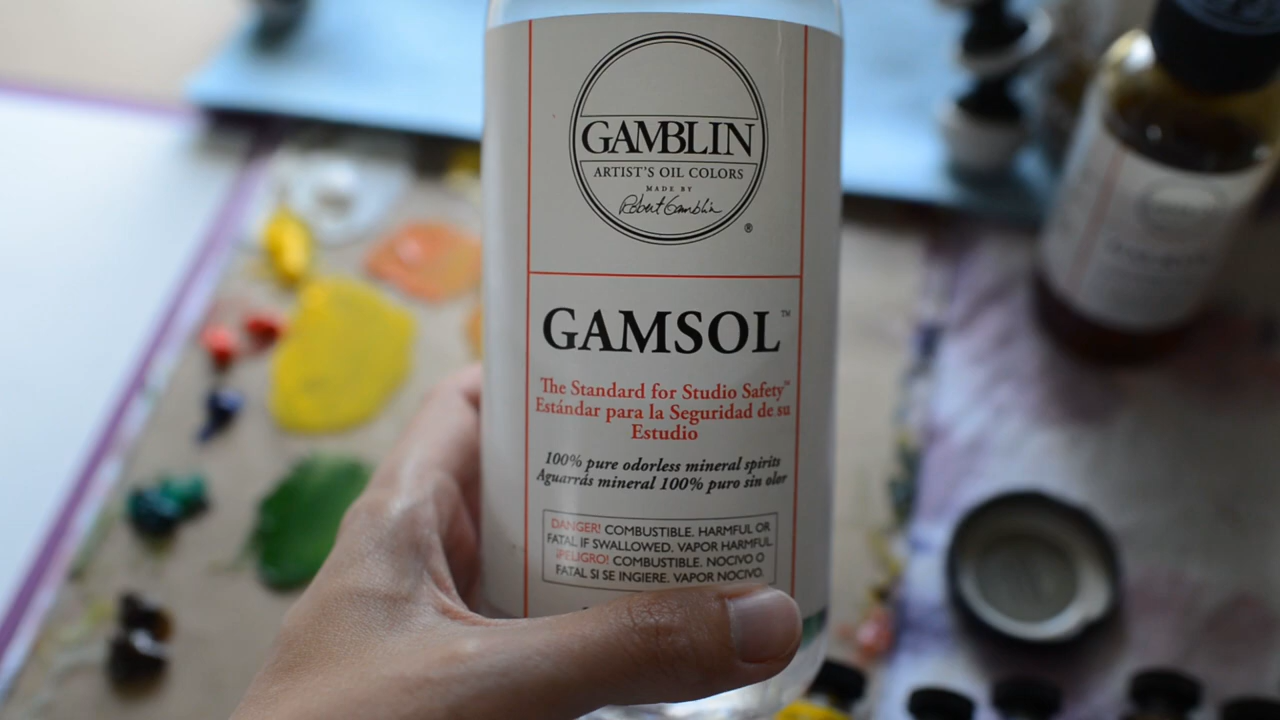 GAMBLIN
ARTIST'S OIL COLORS
MADE BY
Robert Gamblin
®
GAMSOL™
The Standard for Studio Safety™
Estándar para la Seguridad de su
Estudio
100% pure odorless mineral spirits
Aguarrás mineral 100% puro sin olor
DANGER! COMBUSTIBLE. HARMFUL OR
FATAL IF SWALLOWED. VAPOR HARMFUL.
¡PELIGRO! COMBUSTIBLE. NOCIVO O
FATAL SI SE INGIERE. VAPOR NOCIVO.